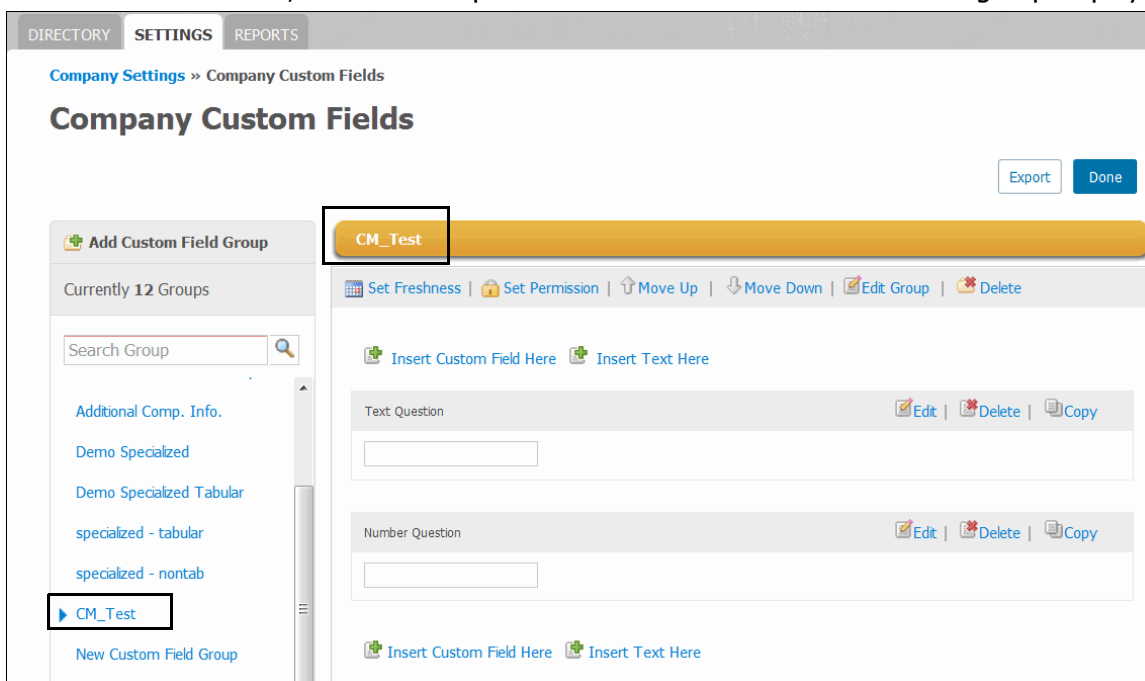 DIRECTORY SETTINGS REPORTS
Company Settings » Company Custom Fields
Company Custom Fields
Export Done
Add Custom Field Group
CM_Test
Currently 12 Groups
Set Freshness | Set Permission | Move Up | Move Down | Edit Group | Delete
Search Group
Insert Custom Field Here Insert Text Here
Additional Comp. Info.
Text Question Edit | Delete | Copy
Demo Specialized
Demo Specialized Tabular
specialized - tabular
Number Question Edit | Delete | Copy
specialized - nontab
CM_Test
New Custom Field Group
Insert Custom Field Here Insert Text Here